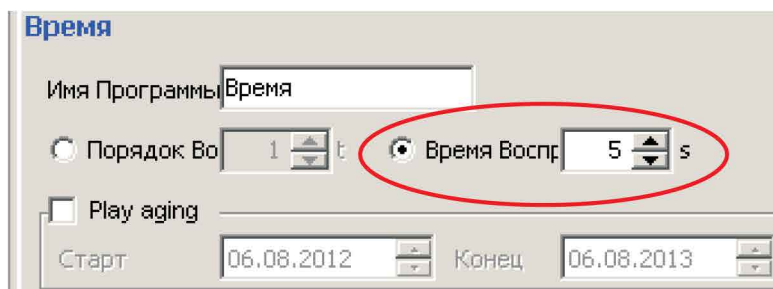 Время
Имя Программы Время
Порядок Во 1 t Время Воспр 5 s
Play aging
Старт 06.08.2012 Конец 06.08.2013